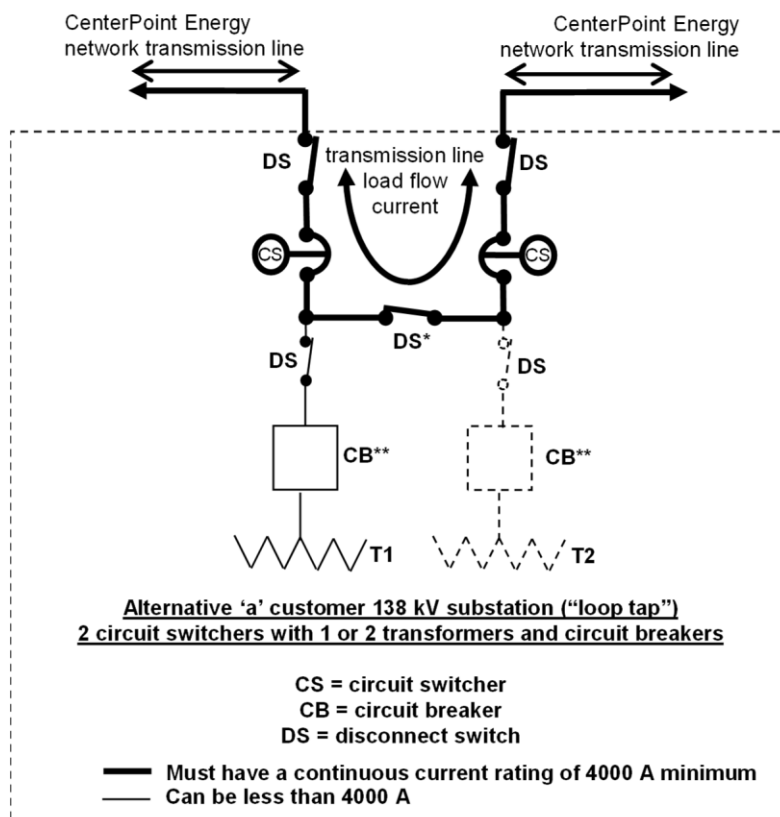 CenterPoint Energy
network transmission line
CenterPoint Energy
network transmission line
DS
transmission line
load flow
current
DS
CS
CS
DS
DS*
DS
CB**
CB**
T1
T2
Alternative ‘a’ customer 138 kV substation (“loop tap”)
2 circuit switchers with 1 or 2 transformers and circuit breakers
CS = circuit switcher
CB = circuit breaker
DS = disconnect switch
Must have a continuous current rating of 4000 A minimum
Can be less than 4000 A